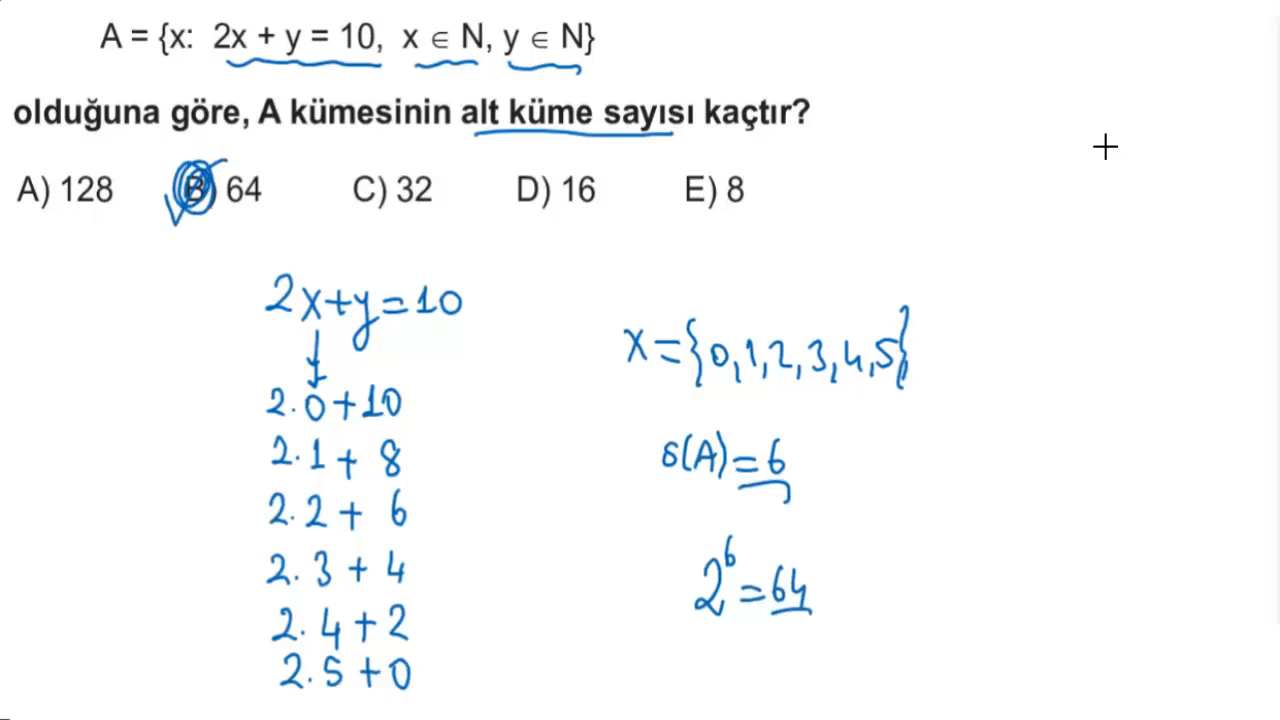 A = {x: 2x + y = 10, x ∈ N, y ∈ N}
olduğuna göre, A kümesinin alt küme sayısı kaçtır?
A) 128 B) 64 C) 32 D) 16 E) 8
2x+y=10
2.0+10
2.1+8
2.2+6
2.3+4
2.4+2
2.5+0
x={0,1,2,3,4,5}
s(A)=6
2⁶=64